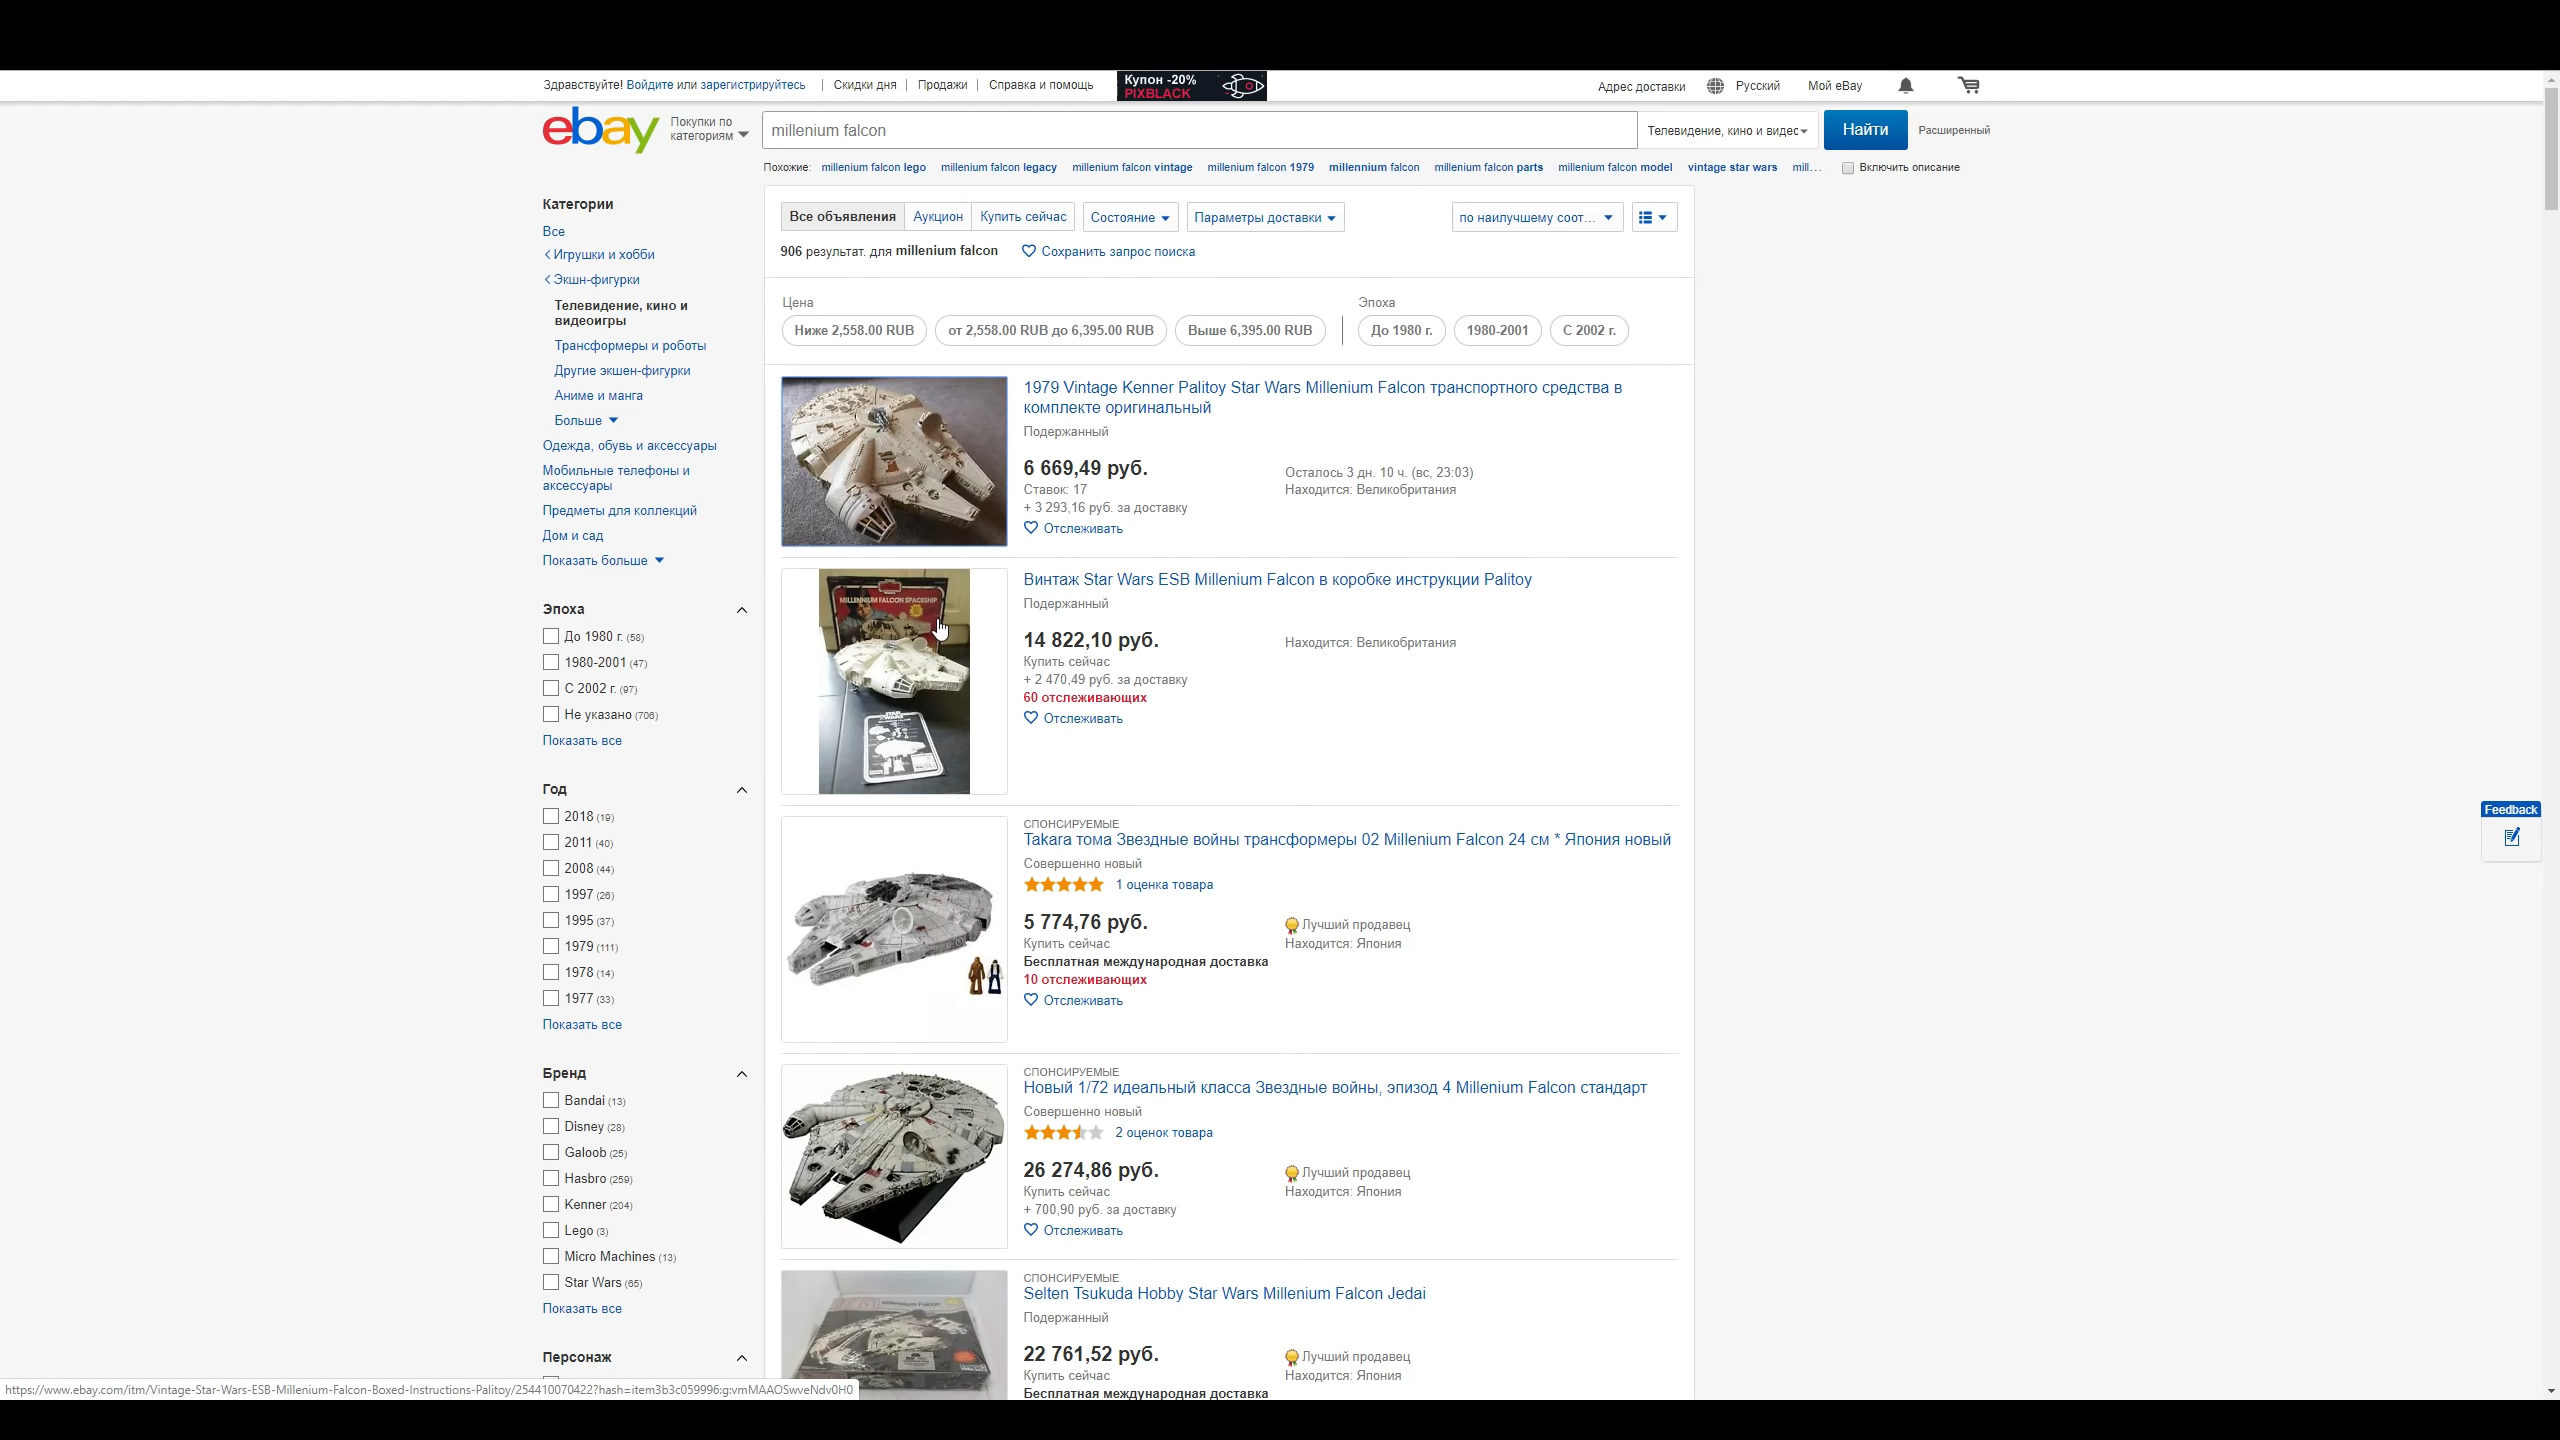 Здравствуйте! Войдите или зарегистрируйтесь
Скидки дня
Продажи
Справка и помощь
Купон -20%
PIXBLACK
Адрес доставки
Русский
Мой eBay
ebay
Покупки по
категориям
millenium falcon
Телевидение, кино и видес
Найти
Расширенный
Похожие: millenium falcon lego millenium falcon legacy millenium falcon vintage millenium falcon 1979 millennium falcon millenium falcon parts millenium falcon model vintage star wars mill…
Включить описание
Категории
Все
Игрушки и хобби
Экшн-фигурки
Телевидение, кино и
видеоигры
Трансформеры и роботы
Другие экшен-фигурки
Аниме и манга
Больше
Одежда, обувь и аксессуары
Мобильные телефоны и
аксессуары
Предметы для коллекций
Дом и сад
Показать больше
Эпоха
До 1980 г. (58)
1980-2001 (47)
С 2002 г. (97)
Не указано (706)
Показать все
Год
2018 (19)
2011 (40)
2008 (44)
1997 (26)
1995 (37)
1979 (111)
1978 (14)
1977 (33)
Показать все
Бренд
Bandai (13)
Disney (28)
Galoob (25)
Hasbro (259)
Kenner (204)
Lego (3)
Micro Machines (13)
Star Wars (65)
Показать все
Персонаж
Все объявления
Аукцион
Купить сейчас
Состояние
Параметры доставки
по наилучшему соот...
906 результат. для millenium falcon
Сохранить запрос поиска
Цена
Ниже 2,558.00 RUB
от 2,558.00 RUB до 6,395.00 RUB
Выше 6,395.00 RUB
Эпоха
До 1980 г.
1980-2001
С 2002 г.
1979 Vintage Kenner Palitoy Star Wars Millenium Falcon транспортного средства в
комплекте оригинальный
Подержанный
6 669,49 руб.
Ставок: 17
+ 3 293,16 руб. за доставку
Отслеживать
Осталось 3 дн. 10 ч. (вс, 23:03)
Находится: Великобритания
MILLENNIUM FALCON SPACESHIP
STAR WARS
Винтаж Star Wars ESB Millenium Falcon в коробке инструкции Palitoy
Подержанный
14 822,10 руб.
Купить сейчас
+ 2 470,49 руб. за доставку
60 отслеживающих
Отслеживать
Находится: Великобритания
СПОНСИРУЕМЫЕ
Takara тома Звездные войны трансформеры 02 Millenium Falcon 24 см * Япония новый
Совершенно новый
1 оценка товара
5 774,76 руб.
Купить сейчас
Бесплатная международная доставка
10 отслеживающих
Отслеживать
Лучший продавец
Находится: Япония
СПОНСИРУЕМЫЕ
Новый 1/72 идеальный класса Звездные войны, эпизод 4 Millenium Falcon стандарт
Совершенно новый
2 оценок товара
26 274,86 руб.
Купить сейчас
+ 700,90 руб. за доставку
Отслеживать
Лучший продавец
Находится: Япония
Millennium Falcon
СПОНСИРУЕМЫЕ
Selten Tsukuda Hobby Star Wars Millenium Falcon Jedai
Подержанный
22 761,52 руб.
Купить сейчас
Бесплатная международная доставка
Лучший продавец
Находится: Япония
Feedback
https://www.ebay.com/itm/Vintage-Star-Wars-ESB-Millenium-Falcon-Boxed-Instructions-Palitoy/254410070422?hash=item3b3c059996:g:vmMAAOSwveNdv0H0